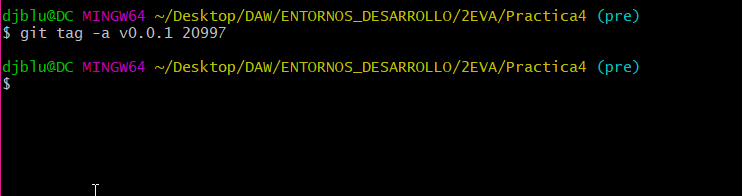 djblu@DC MINGW64 ~/Desktop/DAW/ENTORNOS_DESARROLLO/2EVA/Practica4 (pre)
$ git tag -a v0.0.1 20997
djblu@DC MINGW64 ~/Desktop/DAW/ENTORNOS_DESARROLLO/2EVA/Practica4 (pre)
$